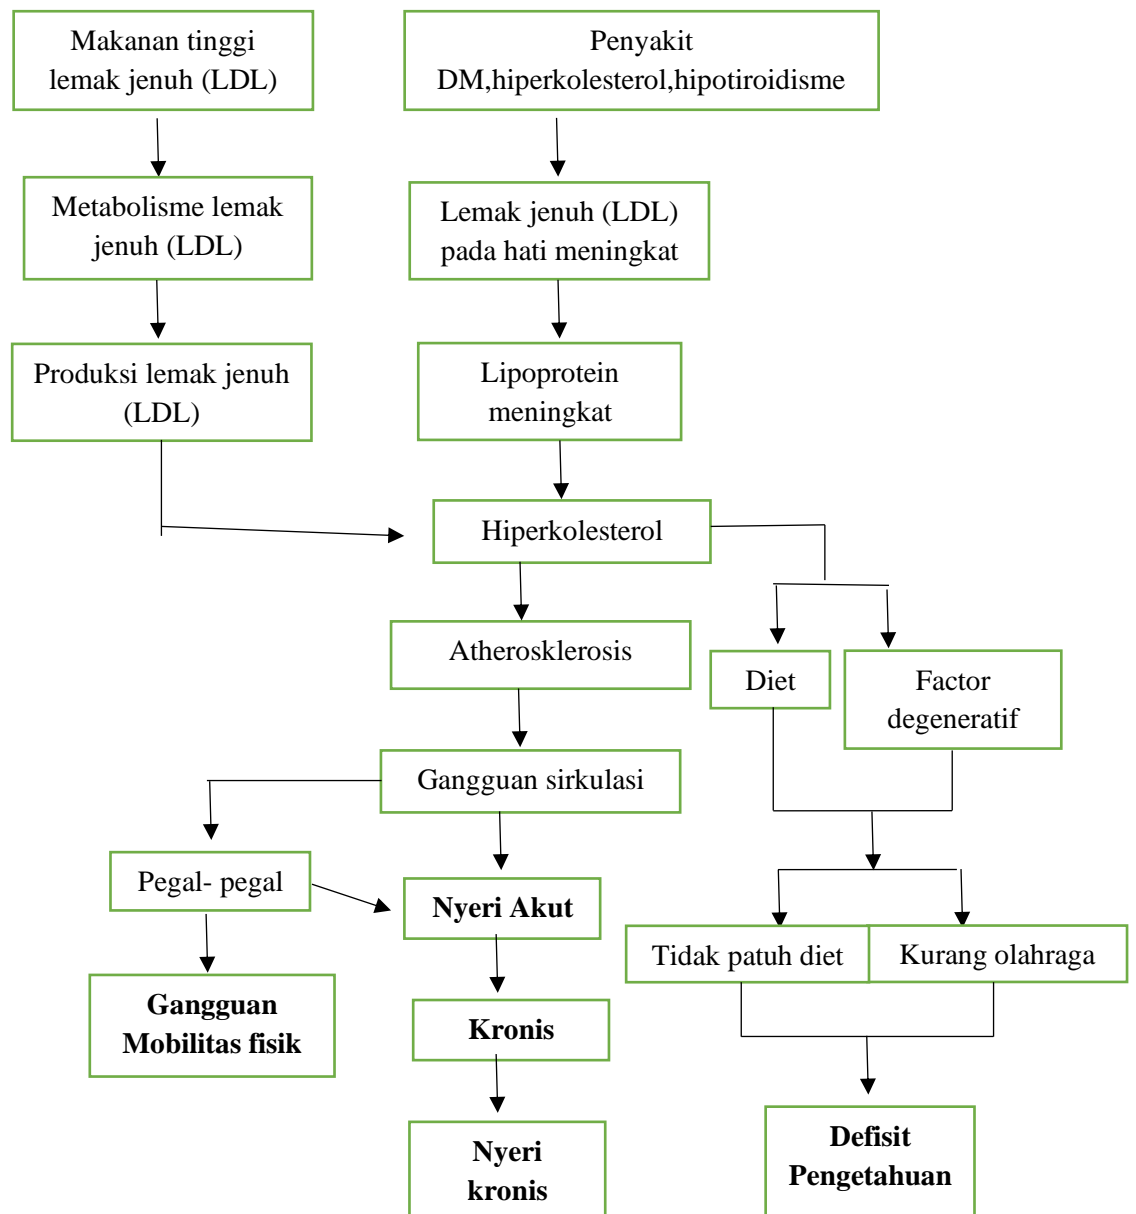 Makanan tinggi
lemak jenuh (LDL)
Penyakit
DM,hiperkolesterol,hipotiroidisme
Metabolisme lemak
jenuh (LDL)
Lemak jenuh (LDL)
pada hati meningkat
Produksi lemak jenuh
(LDL)
Lipoprotein
meningkat
Hiperkolesterol
Atherosklerosis
Diet
Factor
degeneratif
Gangguan sirkulasi
Pegal- pegal
Nyeri Akut
Tidak patuh diet
Kurang olahraga
Gangguan
Mobilitas fisik
Kronis
Nyeri
kronis
Defisit
Pengetahuan